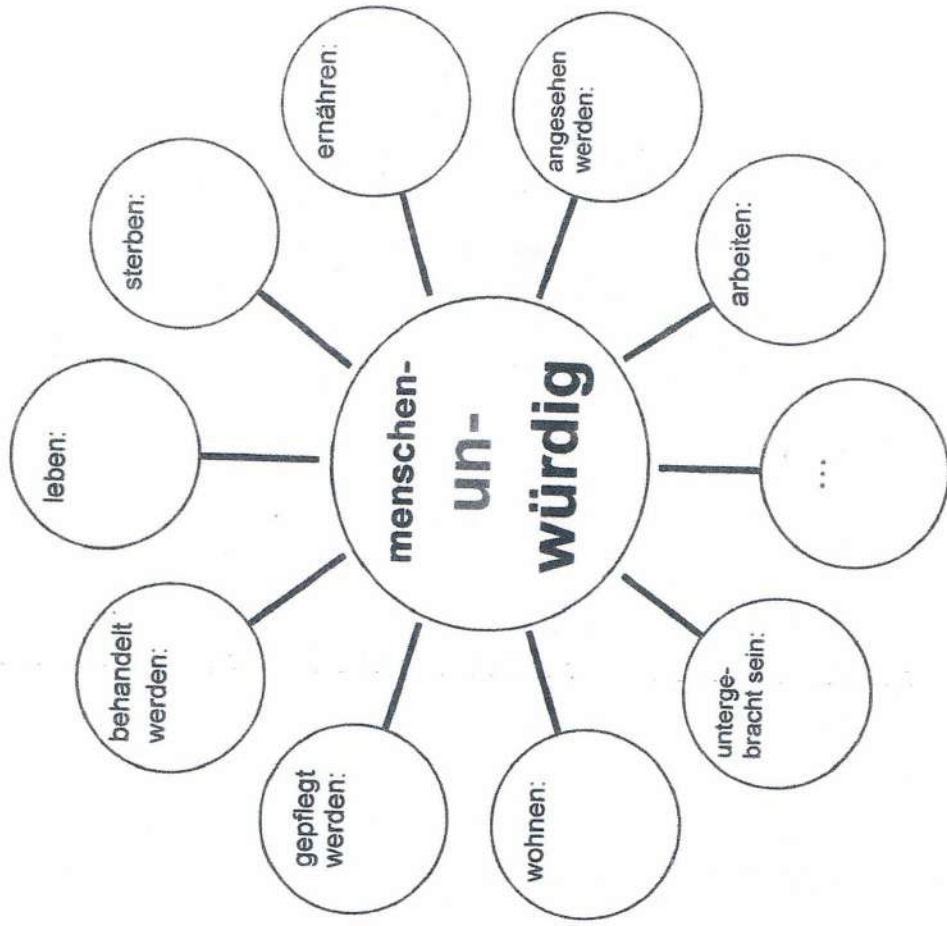 leben:
sterben:
ernähren:
angesehen
werden:
arbeiten:
...
unterge-
bracht sein:
wohnen:
gepflegt
werden:
behandelt
werden:
menschen-
un-
würdig